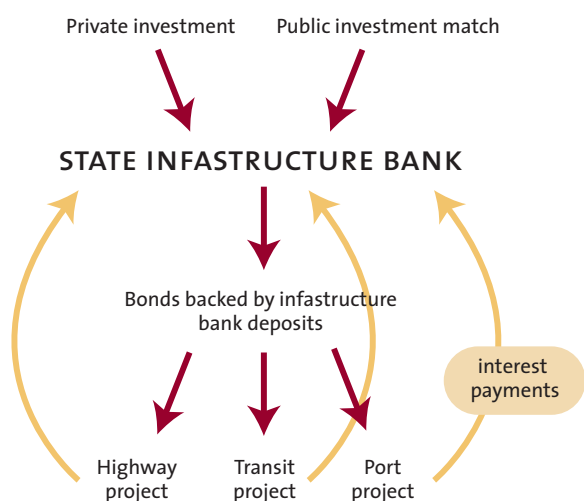 Private investment
Public investment match
STATE INFASTRUCTURE BANK
Bonds backed by infastructure
bank deposits
interest
payments
Highway
project
Transit
project
Port
project